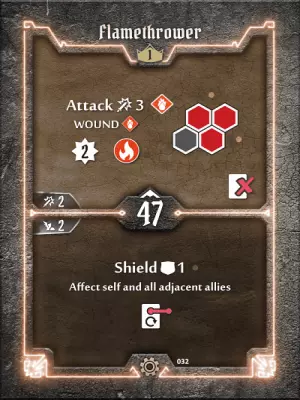 Flamethrower
1
Attack 3
WOUND
2
2
47
2
Shield 1
Affect self and all adjacent allies
032